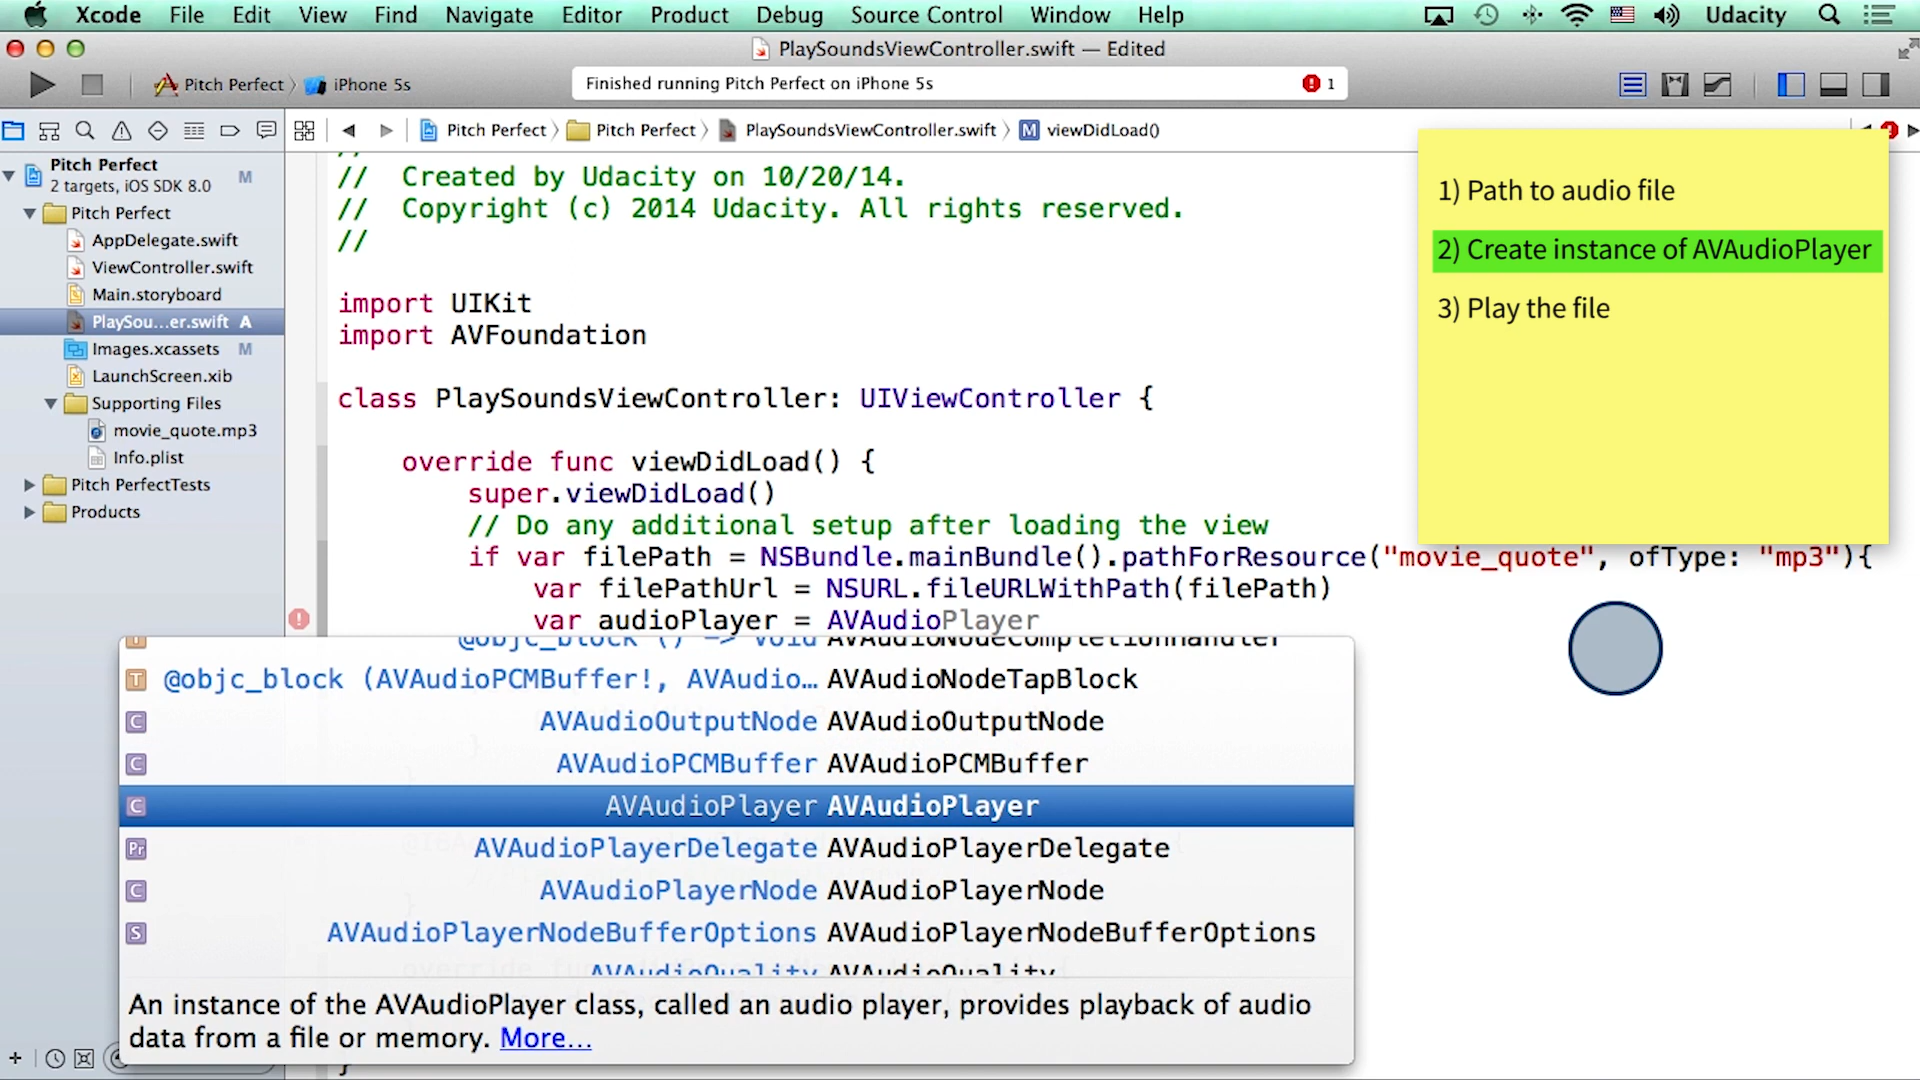 Xcode File Edit View Find Navigate Editor Product Debug Source Control Window Help Udacity
PlaySoundsViewController.swift — Edited
Pitch Perfect iPhone 5s
Finished running Pitch Perfect on iPhone 5s
1
Pitch Perfect Pitch Perfect PlaySoundsViewController.swift M viewDidLoad()
Pitch Perfect
2 targets, iOS SDK 8.0 M
Pitch Perfect
AppDelegate.swift
ViewController.swift
Main.storyboard
PlaySou...er.swift A
Images.xcassets M
LaunchScreen.xib
Supporting Files
movie_quote.mp3
Info.plist
Pitch PerfectTests
Products
//
// Created by Udacity on 10/20/14.
// Copyright (c) 2014 Udacity. All rights reserved.
//
import UIKit
import AVFoundation
class PlaySoundsViewController: UIViewController {
override func viewDidLoad() {
super.viewDidLoad()
// Do any additional setup after loading the view
if var filePath = NSBundle.mainBundle().pathForResource("movie_quote", ofType: "mp3"){
var filePathUrl = NSURL.fileURLWithPath(filePath)
var audioPlayer = AVAudioPlayer
1) Path to audio file
2) Create instance of AVAudioPlayer
3) Play the file
@objc_block () -> Void AVAudioNodeCompletionHandler
T @objc_block (AVAudioPCMBuffer!, AVAudio... AVAudioNodeTapBlock
C AVAudioOutputNode AVAudioOutputNode
C AVAudioPCMBuffer AVAudioPCMBuffer
C AVAudioPlayer AVAudioPlayer
Pr AVAudioPlayerDelegate AVAudioPlayerDelegate
C AVAudioPlayerNode AVAudioPlayerNode
S AVAudioPlayerNodeBufferOptions AVAudioPlayerNodeBufferOptions
AVAudioQuality AVAudioQuality
An instance of the AVAudioPlayer class, called an audio player, provides playback of audio
data from a file or memory. More...
}